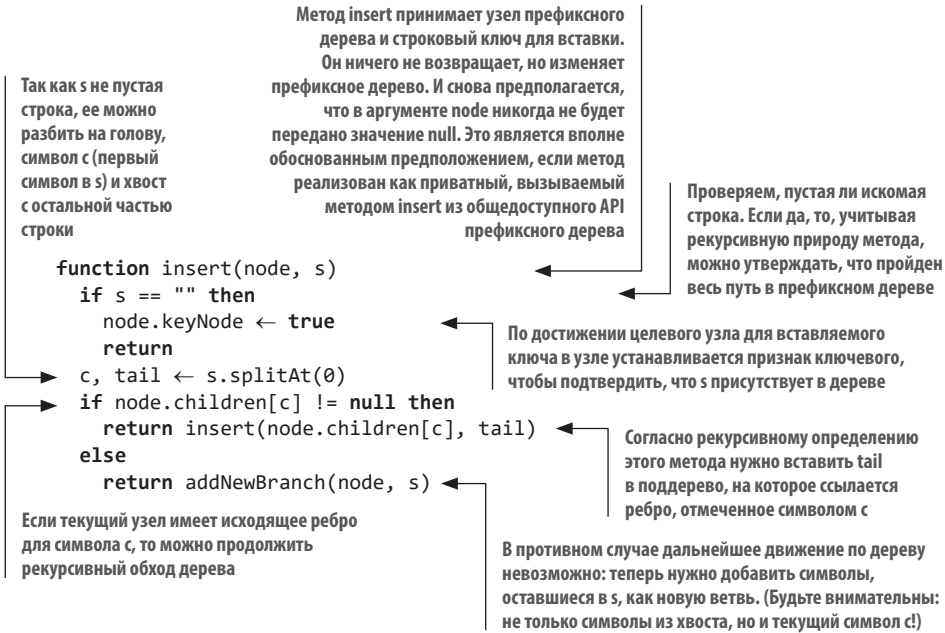 Метод insert принимает узел префиксного
дерева и строковый ключ для вставки.
Он ничего не возвращает, но изменяет
префиксное дерево. И снова предполагается,
что в аргументе node никогда не будет
передано значение null. Это является вполне
обоснованным предположением, если метод
реализован как приватный, вызываемый
методом insert из общедоступного API
префиксного дерева
Так как s не пустая
строка, ее можно
разбить на голову,
символ c (первый
символ в s) и хвост
с остальной частью
строки
Проверяем, пустая ли искомая
строка. Если да, то, учитывая
рекурсивную природу метода,
можно утверждать, что пройден
весь путь в префиксном дереве
function insert(node, s)
if s == "" then
node.keyNode ← true
return
c, tail ← s.splitAt(0)
if node.children[c] != null then
return insert(node.children[c], tail)
else
return addNewBranch(node, s)
По достижении целевого узла для вставляемого
ключа в узле устанавливается признак ключевого,
чтобы подтвердить, что s присутствует в дереве
Согласно рекурсивному определению
этого метода нужно вставить tail
в поддерево, на которое ссылается
ребро, отмеченное символом c
Если текущий узел имеет исходящее ребро
для символа c, то можно продолжить
рекурсивный обход дерева
В противном случае дальнейшее движение по дереву
невозможно: теперь нужно добавить символы,
оставшиеся в s, как новую ветвь. (Будьте внимательны:
не только символы из хвоста, но и текущий символ c!)